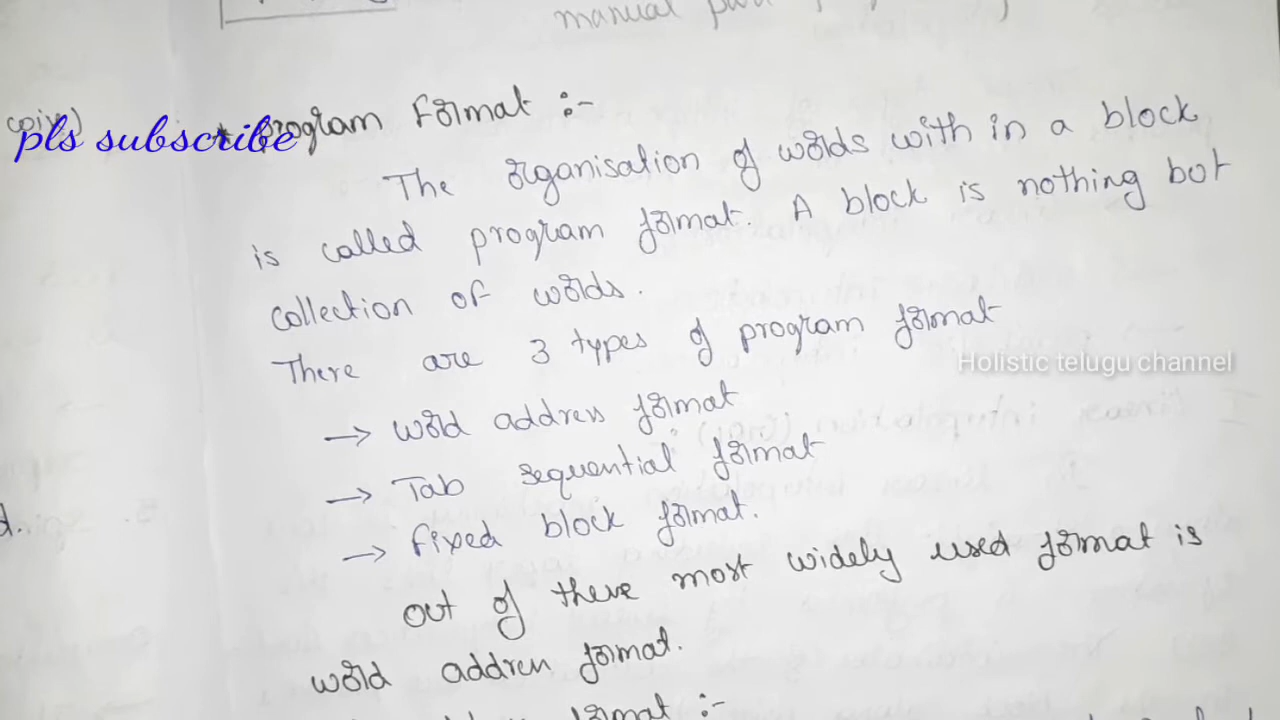 manual
pls subscribe
* program Format :-
The organisation of words with in a block
is called program format. A block is nothing but
collection of words.
There are 3 types of program format
Holistic telugu channel
→ word address format
→ Tab sequential format
→ fixed block format.
out of these most widely used format is
word address format.
format :-